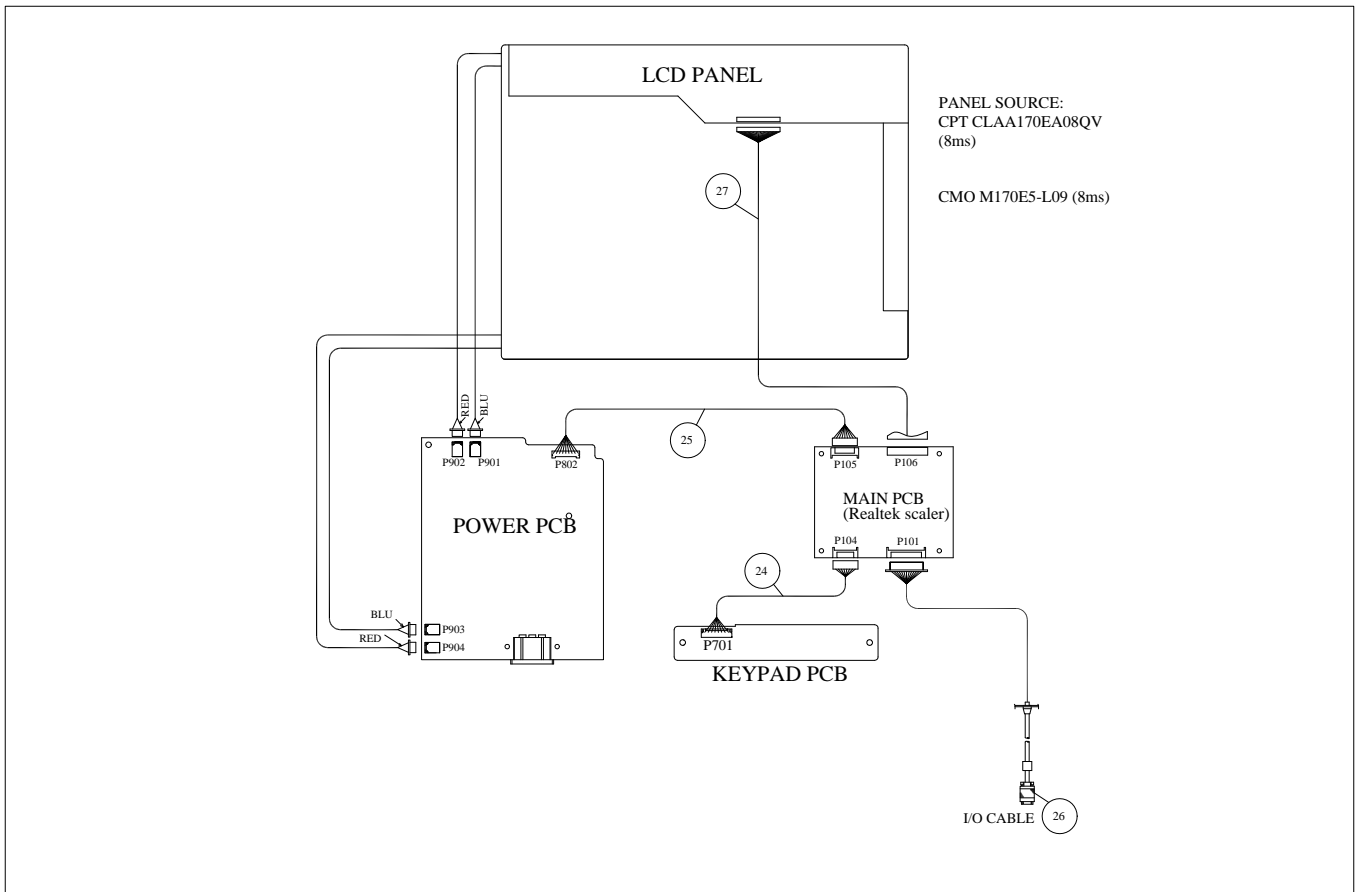 LCD PANEL
PANEL SOURCE:
CPT CLAA170EA08QV
(8ms)
CMO M170E5-L09 (8ms)
27
RED
BLU
25
P902
P901
P802
P105
P106
POWER PCB
MAIN PCB
(Realtek scaler)
P104
P101
24
BLU
RED
P903
P904
P701
KEYPAD PCB
I/O CABLE
26